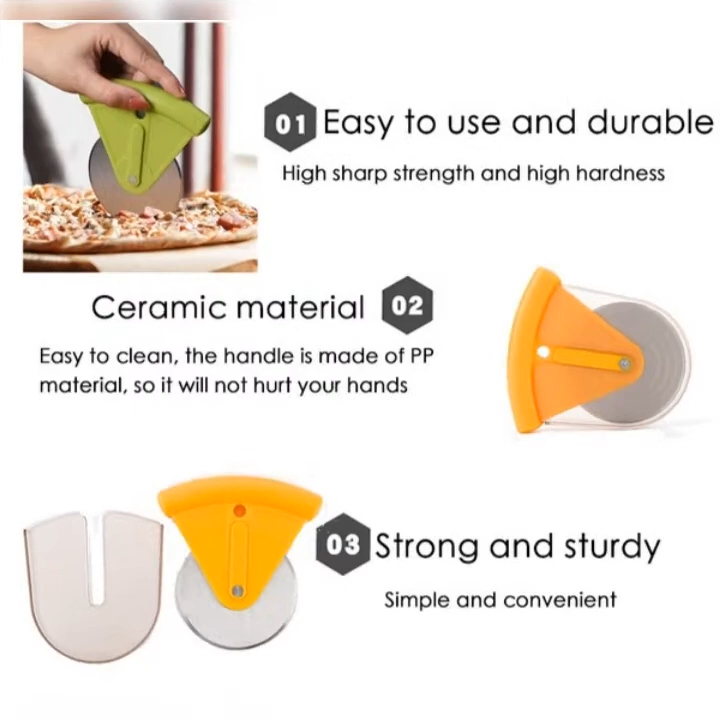 01 Easy to use and durable
High sharp strength and high hardness
Ceramic material 02
Easy to clean, the handle is made of PP
material, so it will not hurt your hands
03 Strong and sturdy
Simple and convenient